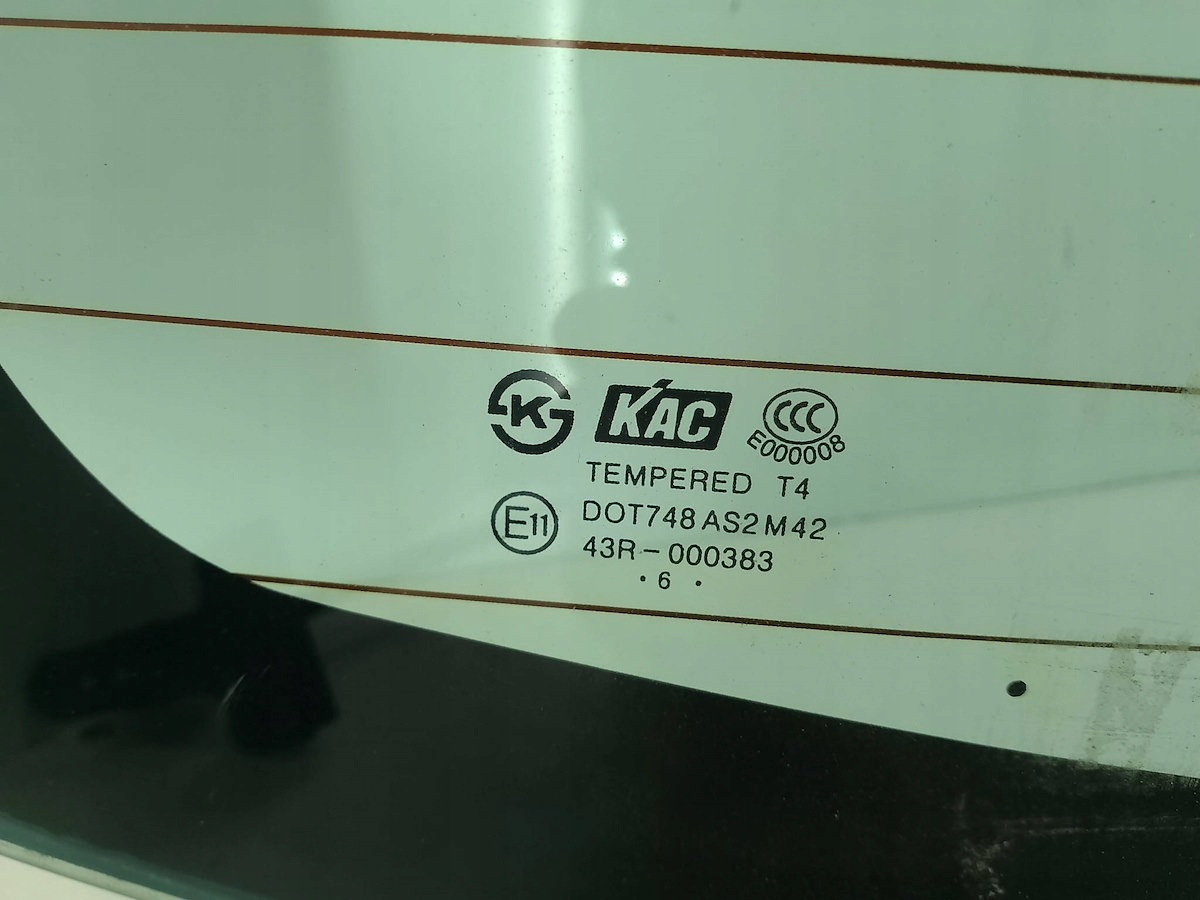 K KAC CCC
E000008
TEMPERED T4
E11 DOT748 AS2 M42
43R-000383
· 6 ·